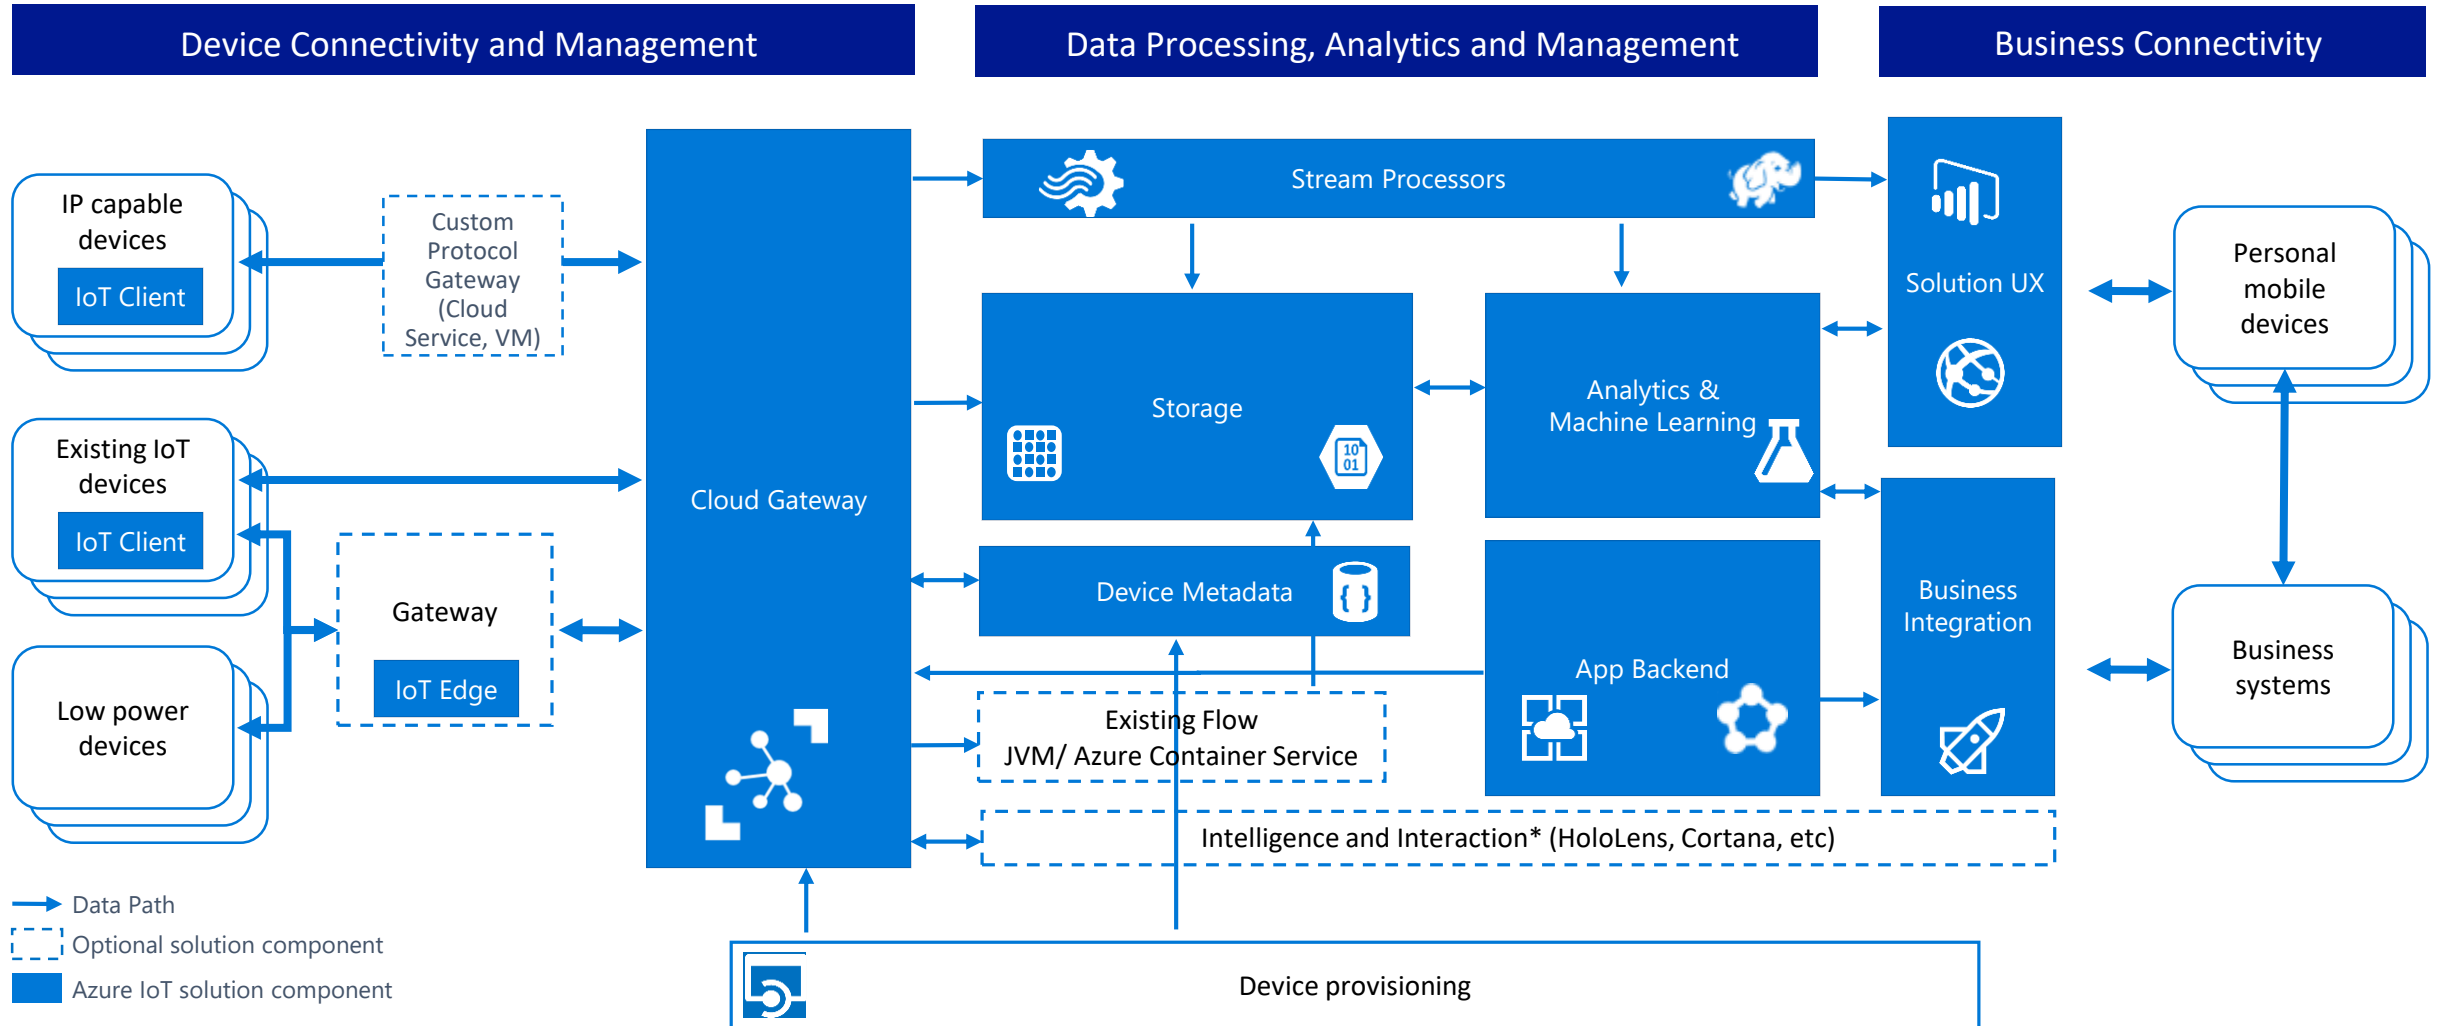 Device Connectivity and Management
Data Processing, Analytics and Management
Business Connectivity
IP capable
devices
IoT Client
Custom
Protocol
Gateway
(Cloud
Service, VM)
Existing IoT
devices
IoT Client
Gateway
IoT Edge
Low power
devices
Cloud Gateway
Stream Processors
Storage
10
01
Analytics &
Machine Learning
Device Metadata
{ }
App Backend
Existing Flow
JVM/ Azure Container Service
Intelligence and Interaction* (HoloLens, Cortana, etc)
Solution UX
Business
Integration
Personal
mobile
devices
Business
systems
Data Path
Optional solution component
Azure IoT solution component
Device provisioning